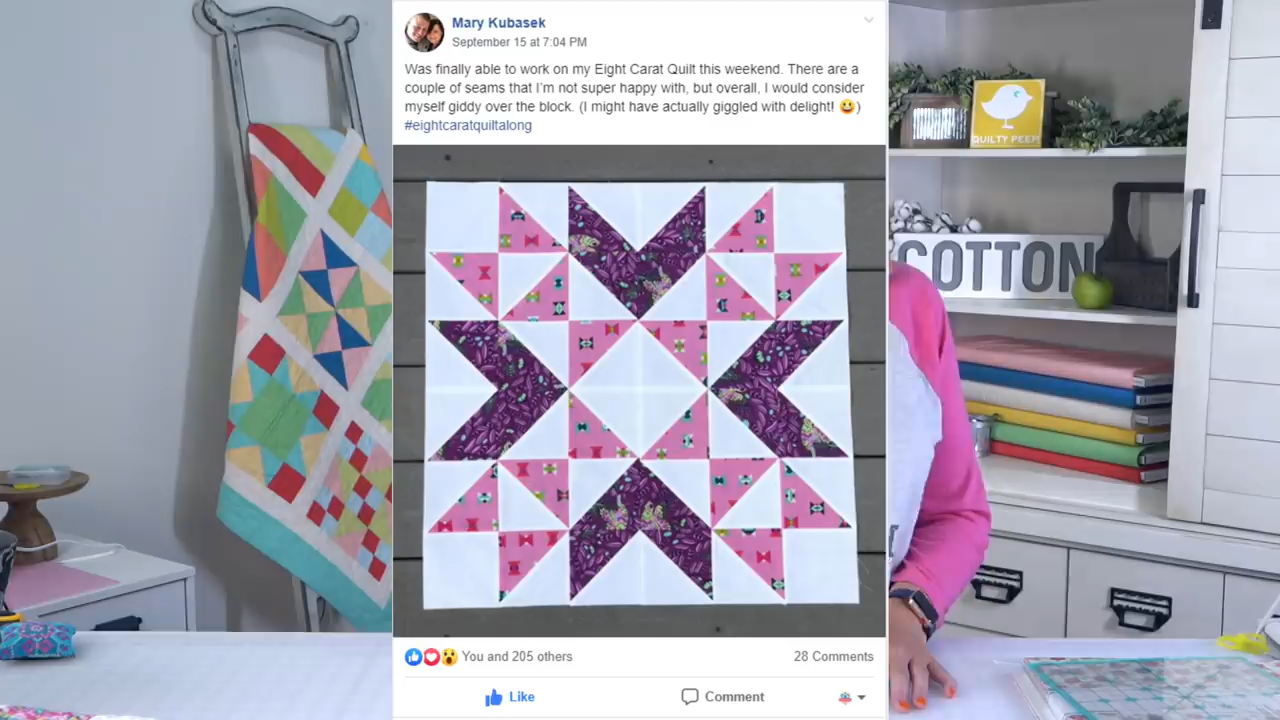 Mary Kubasek
September 15 at 7:04 PM
Was finally able to work on my Eight Carat Quilt this weekend. There are a
couple of seams that I'm not super happy with, but overall, I would consider
myself giddy over the block. (I might have actually giggled with delight! 😃)
#eightcaratquiltalong
QUILTY PEEP
COTTON
You and 205 others
28 Comments
Like
Comment